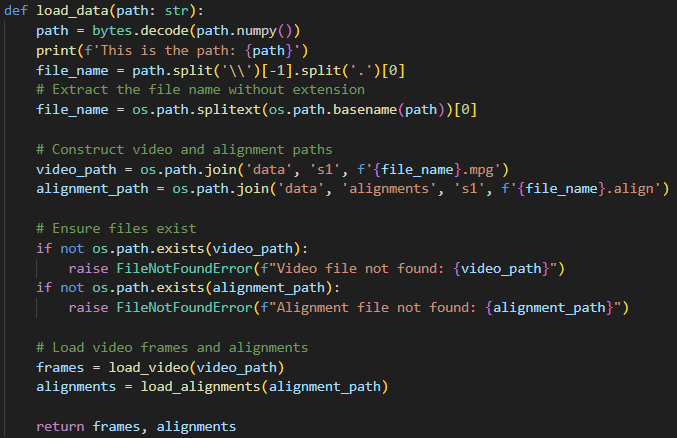 def load_data(path: str):
    path = bytes.decode(path.numpy())
    print(f'This is the path: {path}')
    file_name = path.split('\\')[-1].split('.')[0]
    # Extract the file name without extension
    file_name = os.path.splitext(os.path.basename(path))[0]

    # Construct video and alignment paths
    video_path = os.path.join('data', 's1', f'{file_name}.mpg')
    alignment_path = os.path.join('data', 'alignments', 's1', f'{file_name}.align')

    # Ensure files exist
    if not os.path.exists(video_path):
        raise FileNotFoundError(f"Video file not found: {video_path}")
    if not os.path.exists(alignment_path):
        raise FileNotFoundError(f"Alignment file not found: {alignment_path}")

    # Load video frames and alignments
    frames = load_video(video_path)
    alignments = load_alignments(alignment_path)

    return frames, alignments